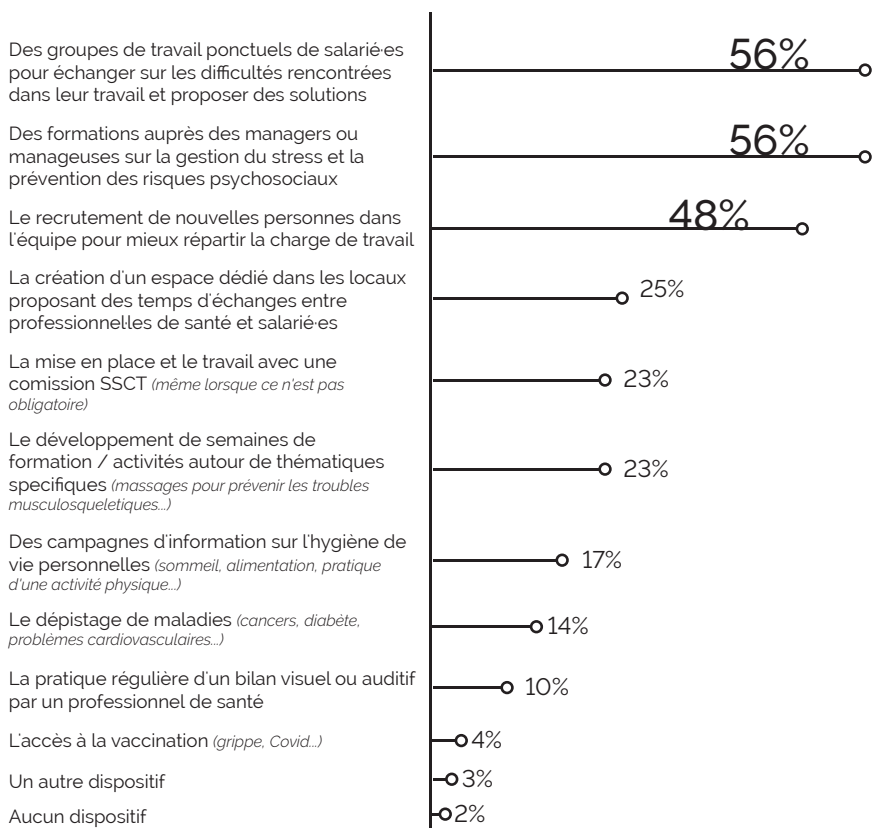 Des groupes de travail ponctuels de salarié·es
pour échanger sur les difficultés rencontrées
dans leur travail et proposer des solutions
56%
Des formations auprès des managers ou
manageuses sur la gestion du stress et la
prévention des risques psychosociaux
56%
Le recrutement de nouvelles personnes dans
l'équipe pour mieux répartir la charge de travail
48%
La création d'un espace dédié dans les locaux
proposant des temps d'échanges entre
professionnel·les de santé et salarié·es
25%
La mise en place et le travail avec une
comission SSCT (même lorsque ce n'est pas
obligatoire)
23%
Le développement de semaines de
formation / activités autour de thématiques
specifiques (massages pour prévenir les troubles
musculosqueletiques...)
23%
Des campagnes d'information sur l'hygiène de
vie personnelles (sommeil, alimentation, pratique
d'une activité physique...)
17%
Le dépistage de maladies (cancers, diabète,
problèmes cardiovasculaires...)
14%
La pratique régulière d'un bilan visuel ou auditif
par un professionnel de santé
10%
L'accès à la vaccination (grippe, Covid...)
4%
Un autre dispositif
3%
Aucun dispositif
2%